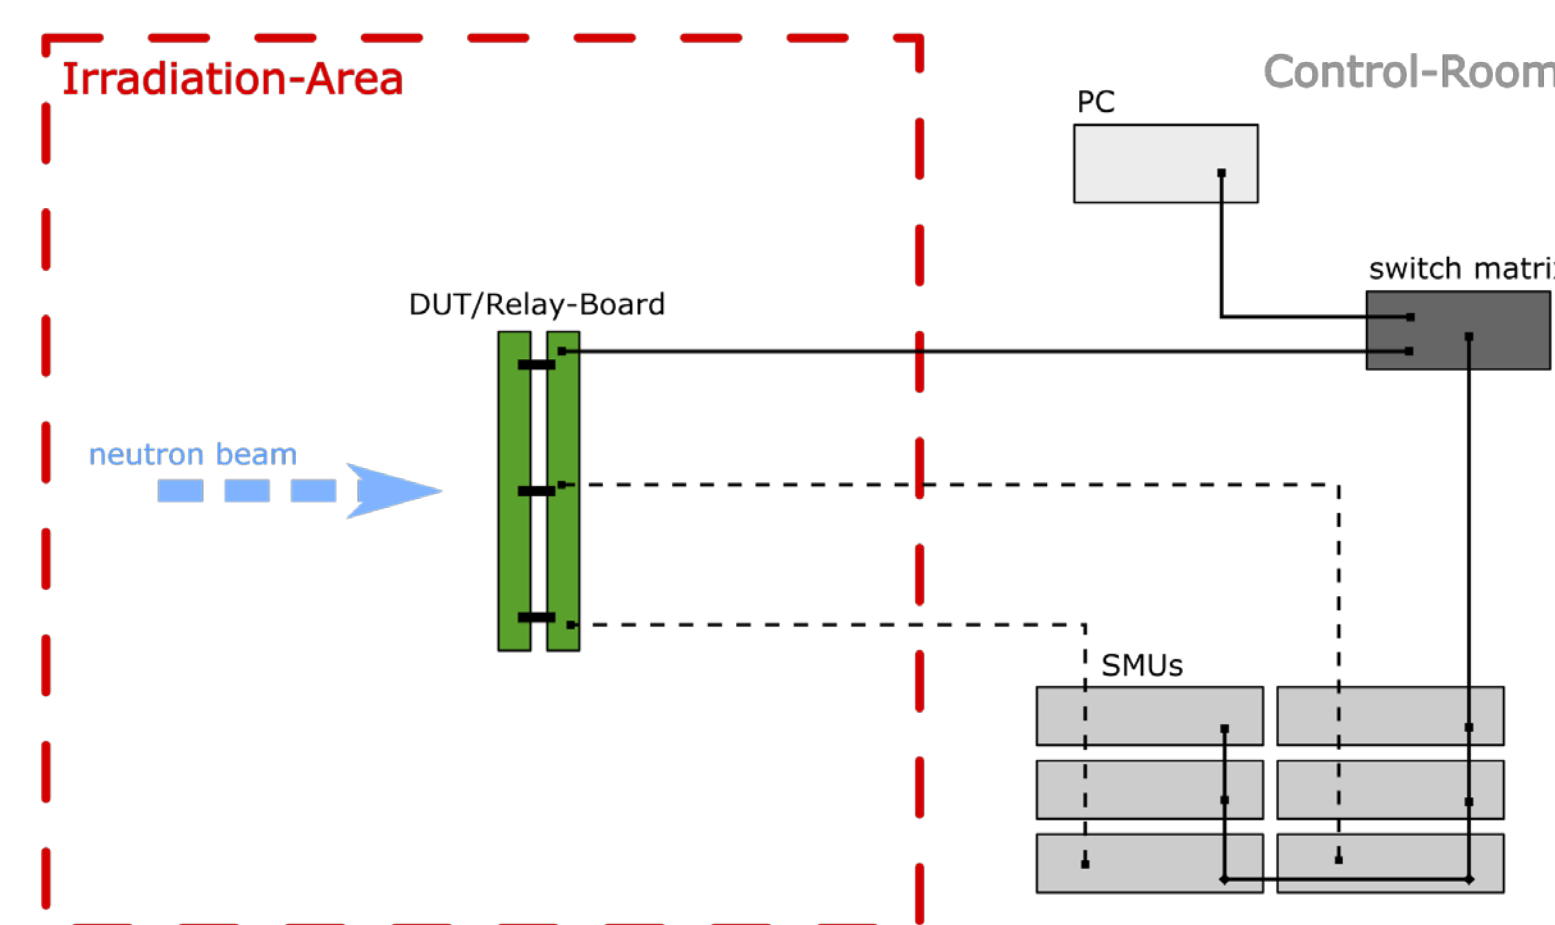 Irradiation-Area
Control-Room
PC
switch matri
DUT/Relay-Board
neutron beam
SMUs